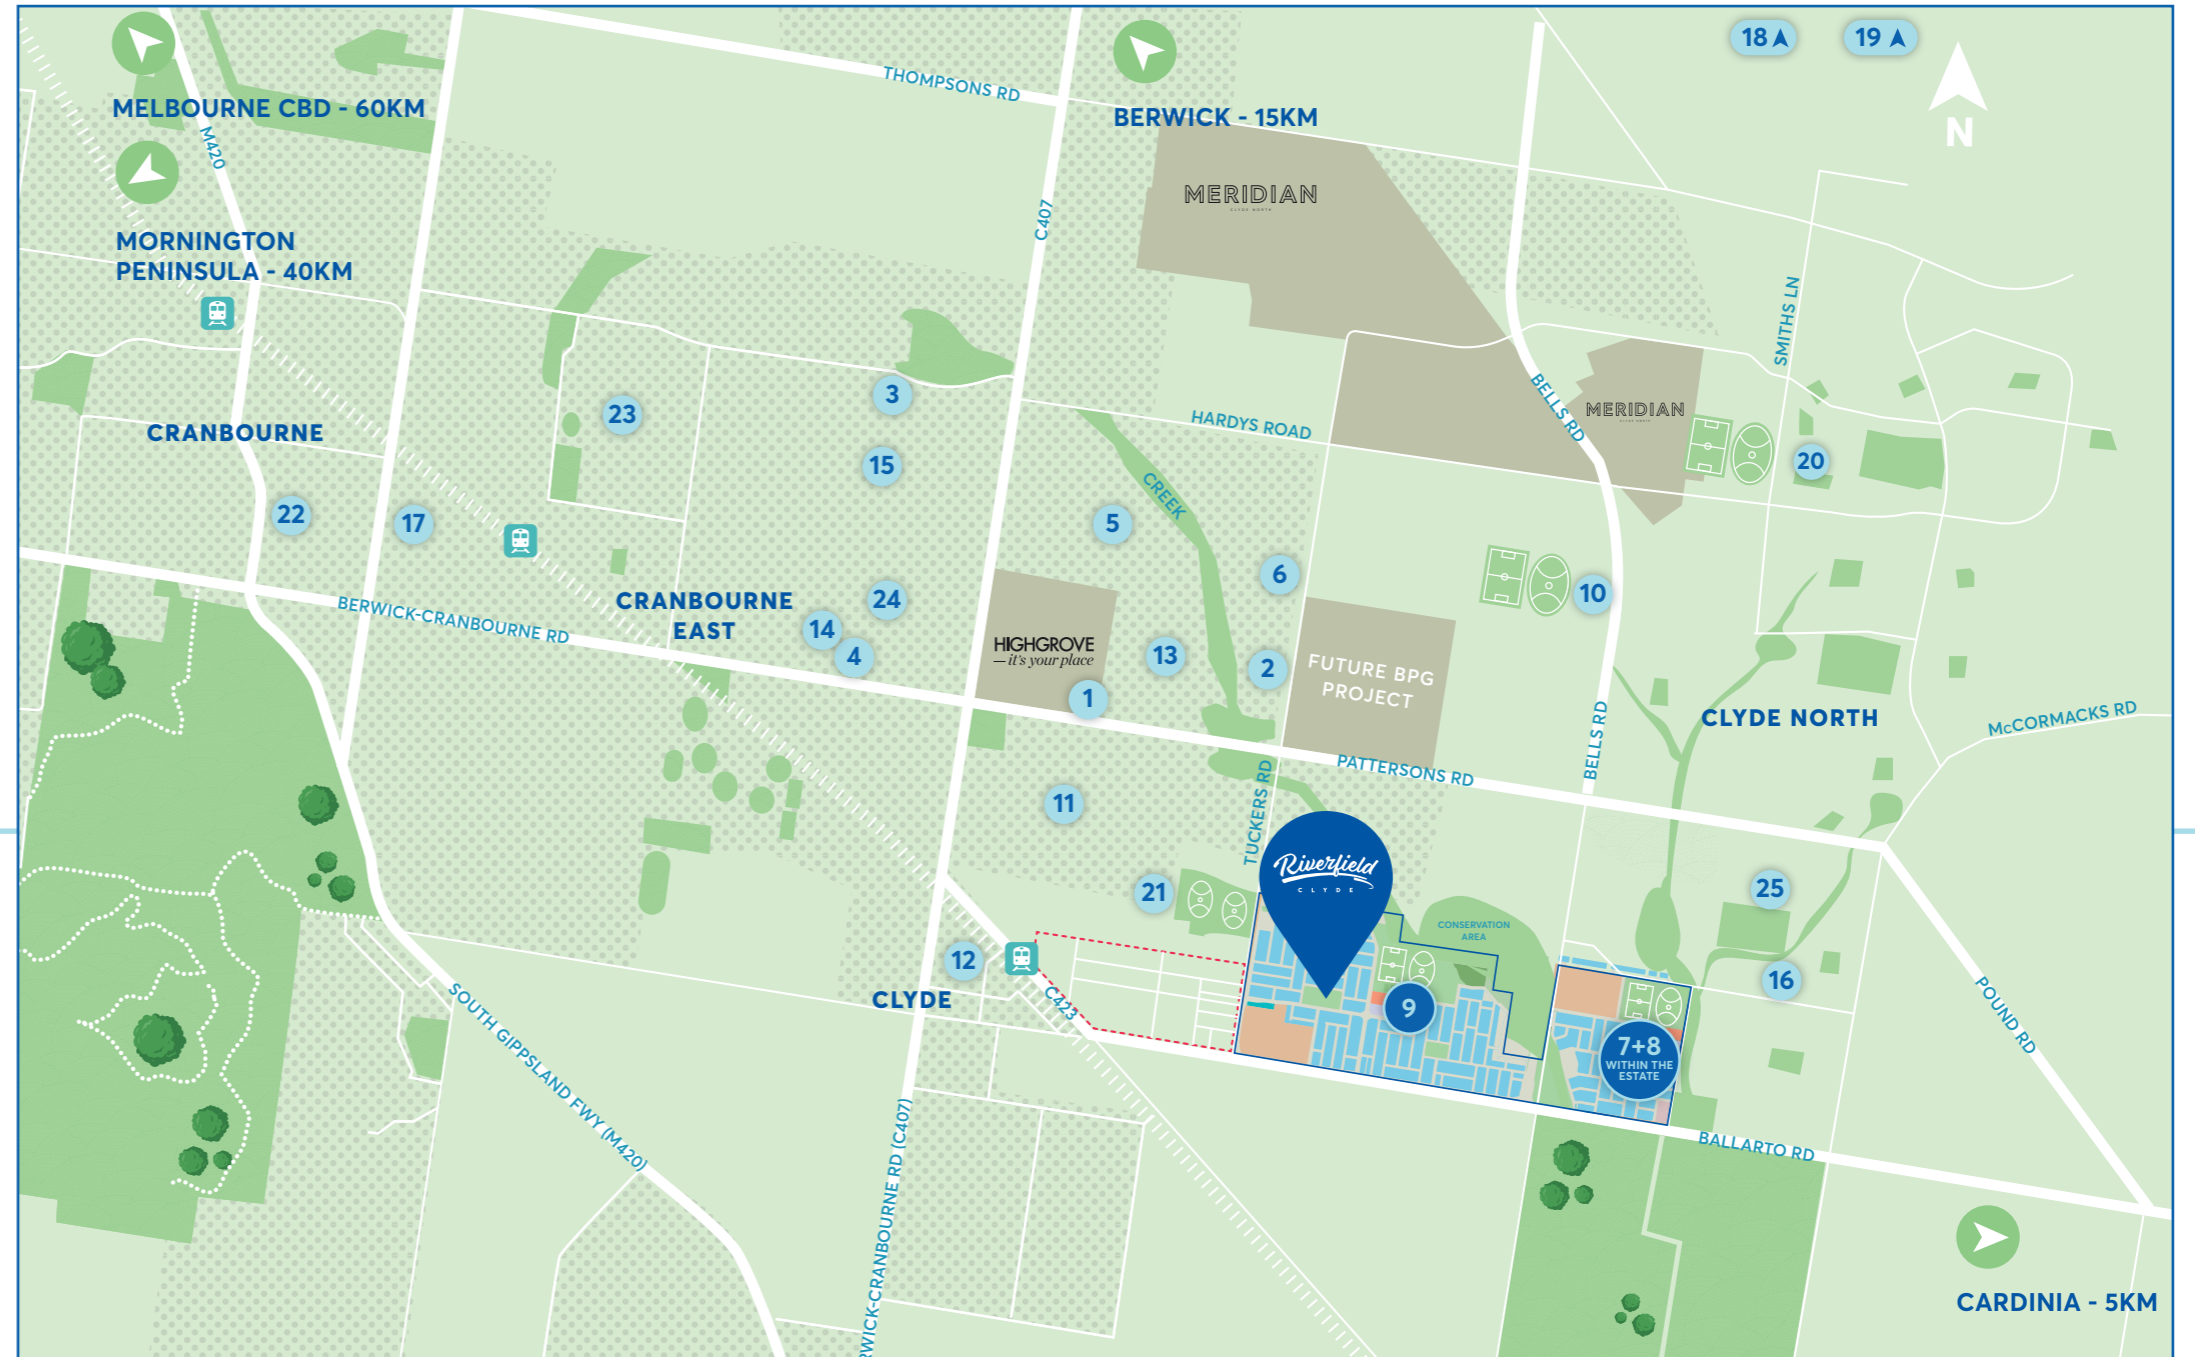 18
19
THOMPSONS RD
MELBOURNE CBD - 60KM
BERWICK - 15KM
N
M420
MERIDIAN
CLYDE NORTH
C407
MORNINGTON
PENINSULA - 40KM
SMITHS LN
3
23
BELLS RD
MERIDIAN
HARDYS ROAD
CRANBOURNE
15
20
CREEK
22
17
5
6
10
24
BERWICK-CRANBOURNE RD
CRANBOURNE
EAST
14
4
HIGHGROVE
— it's your place
13
2
1
FUTURE BPG
PROJECT
CLYDE NORTH
McCORMACKS RD
BELLS RD
PATTERSONS RD
TUCKERS RD
11
Riverfield
CLYDE
21
25
CONSERVATION
AREA
12
CLYDE
C423
16
9
7+8
WITHIN THE
ESTATE
POUND RD
SOUTH GIPPSLAND FWY (M420)
BALLARTO RD
RWICK-CRANBOURNE RD (C407)
CARDINIA - 5KM